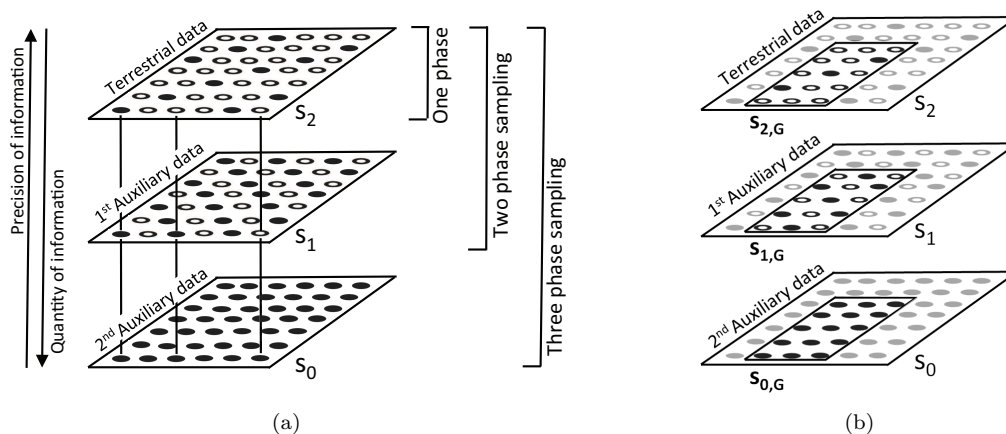 Precision of information
Quantity of information
Terrestrial data
s2
1st Auxiliary data
s1
2nd Auxiliary data
s0
One phase
Two phase sampling
Three phase sampling
(a)
Terrestrial data
s2
s2,G
1st Auxiliary data
s1
s1,G
2nd Auxiliary data
s0
s0,G
(b)